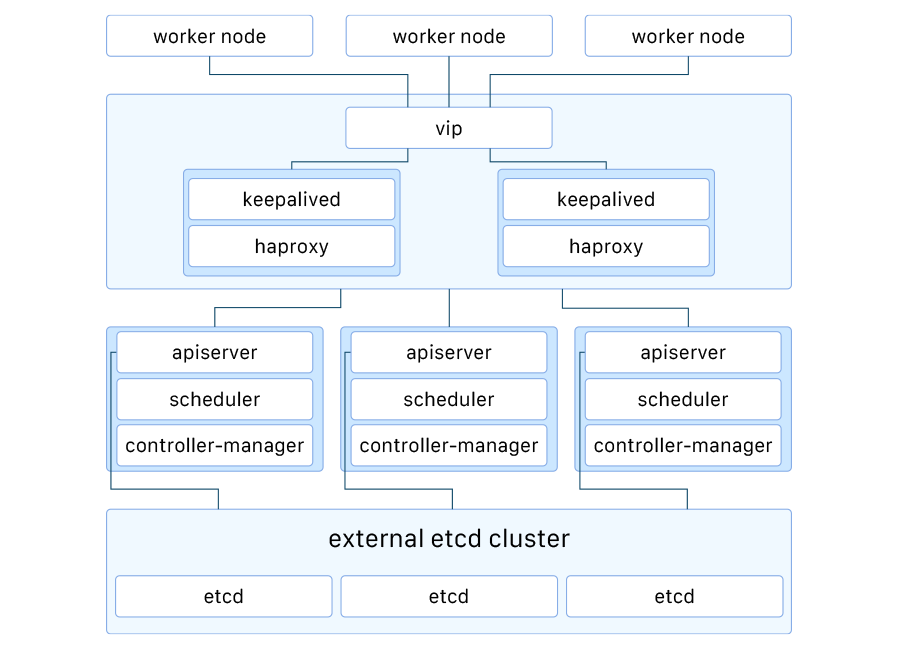 worker node
worker node
worker node
vip
keepalived
haproxy
keepalived
haproxy
apiserver
scheduler
controller-manager
apiserver
scheduler
controller-manager
apiserver
scheduler
controller-manager
external etcd cluster
etcd
etcd
etcd